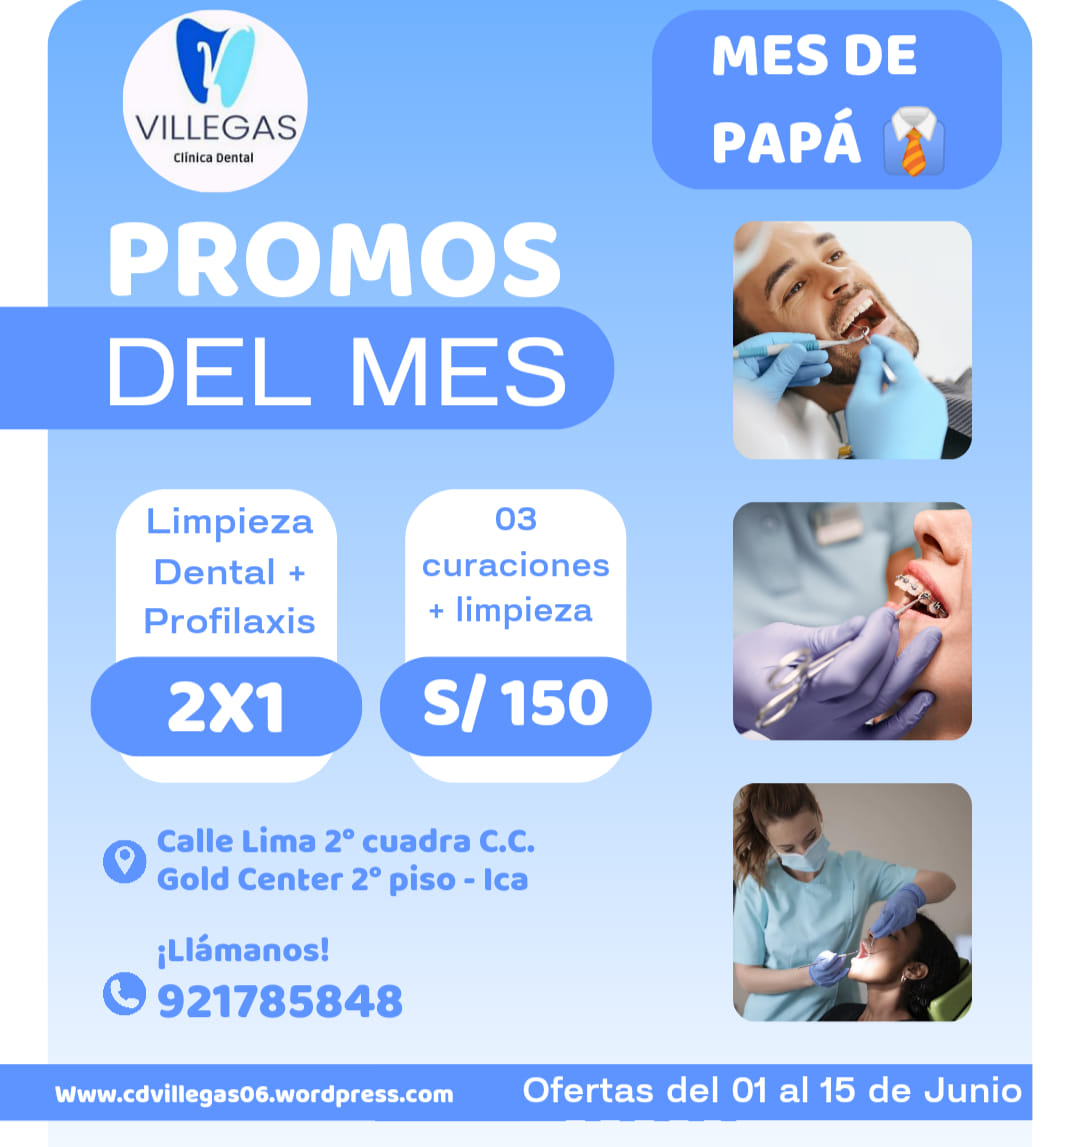 VILLEGAS
Clínica Dental
MES DE
PAPÁ
PROMOS
DEL MES
Limpieza
Dental +
Profilaxis
2X1
03
curaciones
+ limpieza
S/ 150
Calle Lima 2° cuadra C.C.
Gold Center 2° piso - Ica
¡Llámanos!
921785848
Www.cdvillegas06.wordpress.com
Ofertas del 01 al 15 de Junio